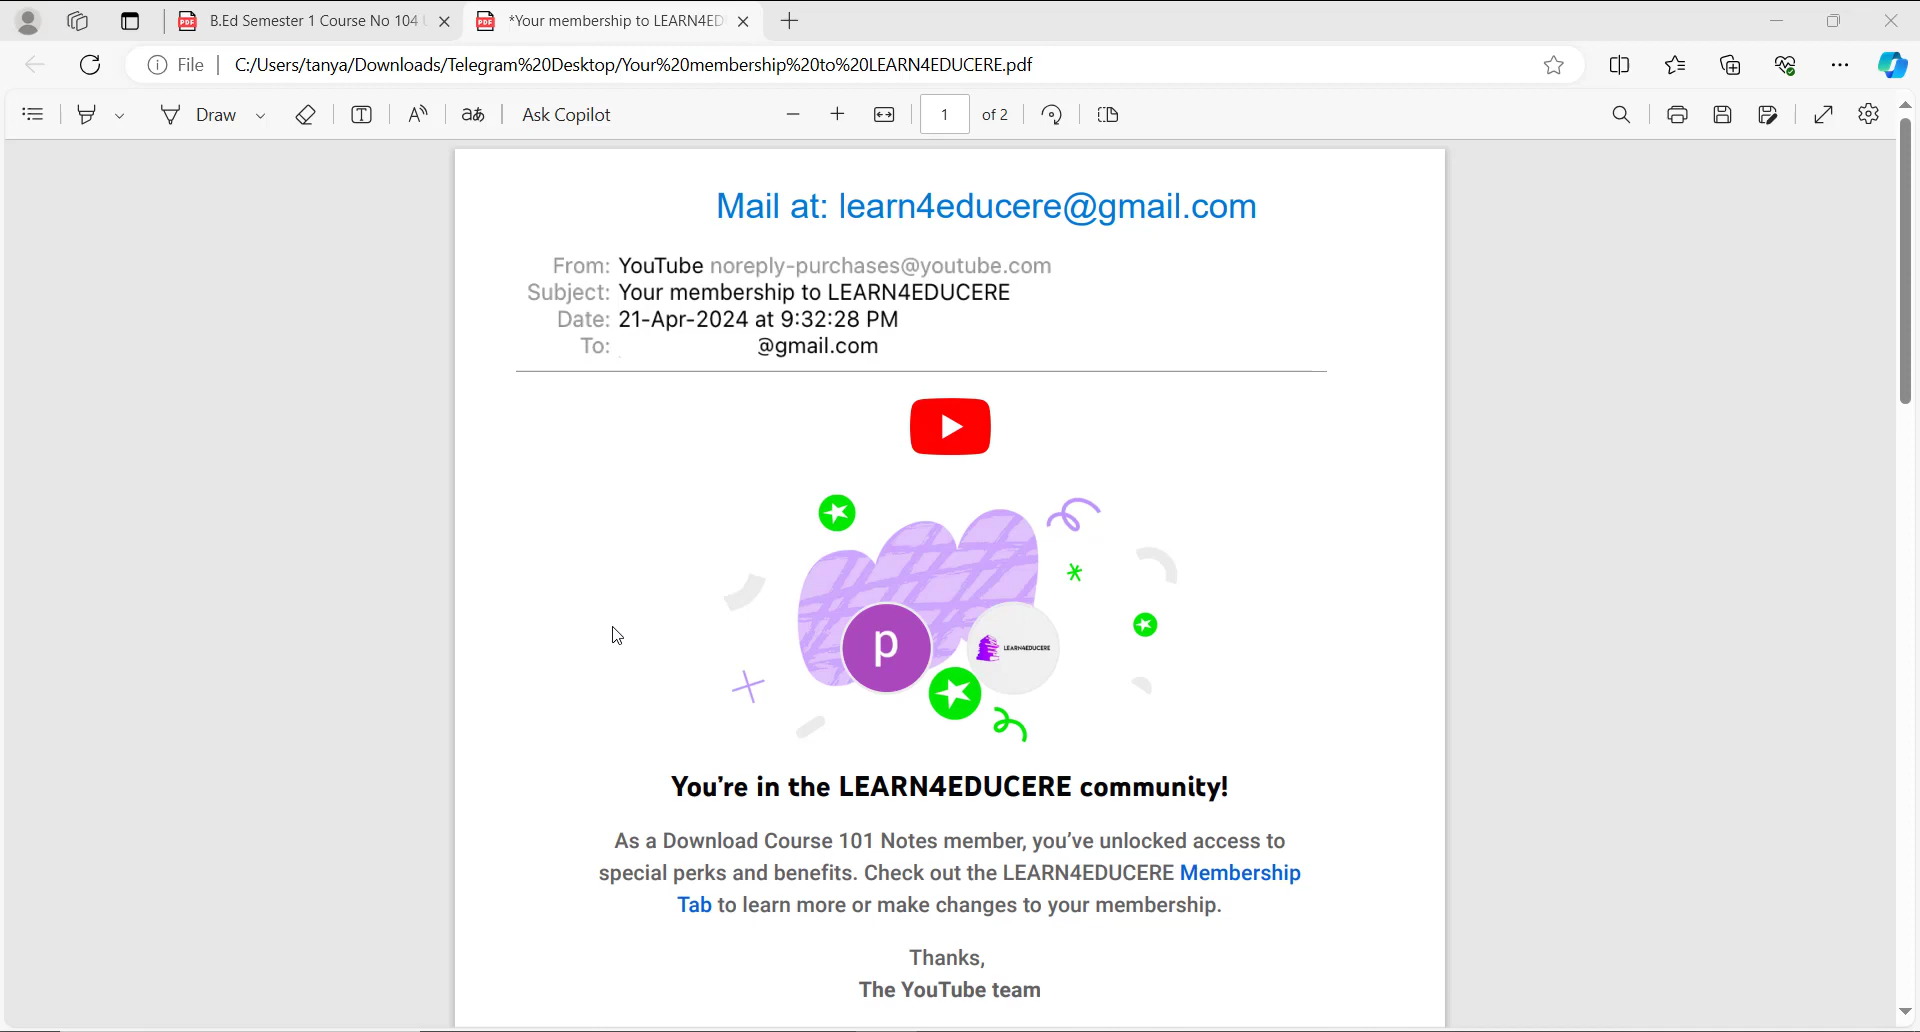 B.Ed Semester 1 Course No 104
*Your membership to LEARN4ED
File
C:/Users/tanya/Downloads/Telegram%20Desktop/Your%20membership%20to%20LEARN4EDUCERE.pdf
Draw
Ask Copilot
1 of 2
Mail at: learn4educere@gmail.com
From: YouTube noreply-purchases@youtube.com
Subject: Your membership to LEARN4EDUCERE
Date: 21-Apr-2024 at 9:32:28 PM
To: @gmail.com
p
LEARN4EDUCERE
You're in the LEARN4EDUCERE community!
As a Download Course 101 Notes member, you've unlocked access to
special perks and benefits. Check out the LEARN4EDUCERE Membership
Tab to learn more or make changes to your membership.
Thanks,
The YouTube team